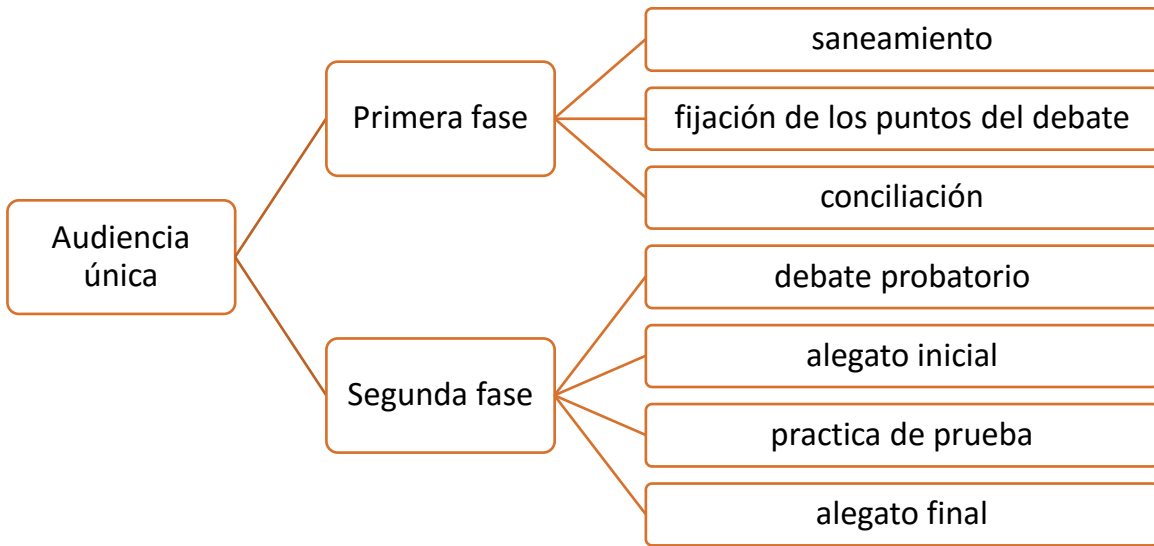 Audiencia
única
Primera fase
saneamiento
fijación de los puntos del debate
conciliación
Segunda fase
debate probatorio
alegato inicial
practica de prueba
alegato final